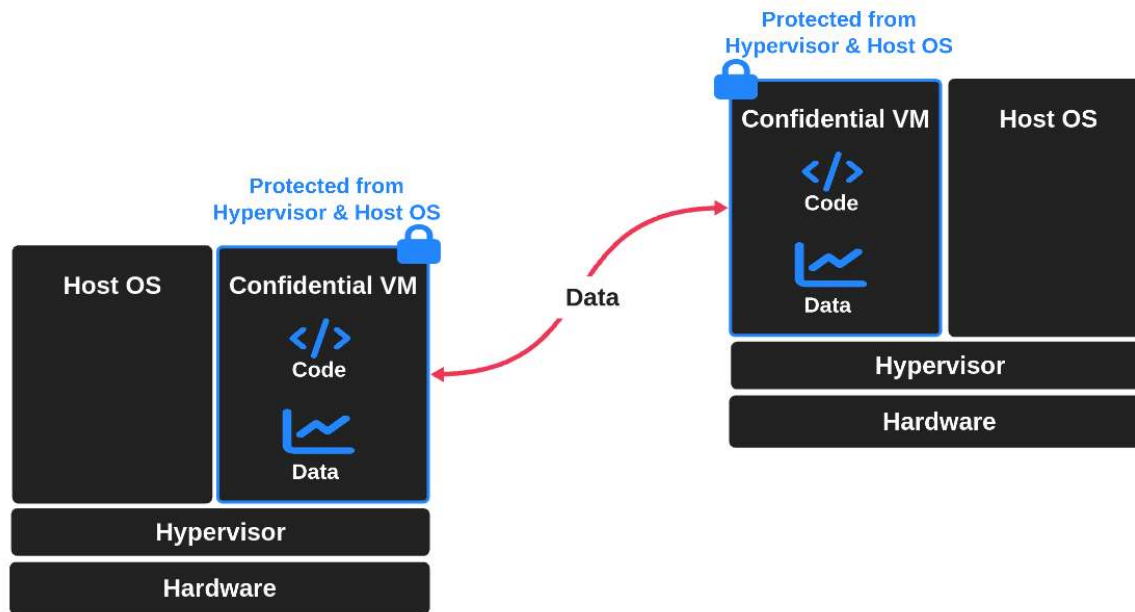 Protected from
Hypervisor & Host OS
Host OS
Confidential VM
Code
Data
Hypervisor
Hardware
Data
Protected from
Hypervisor & Host OS
Confidential VM
Host OS
Code
Data
Hypervisor
Hardware